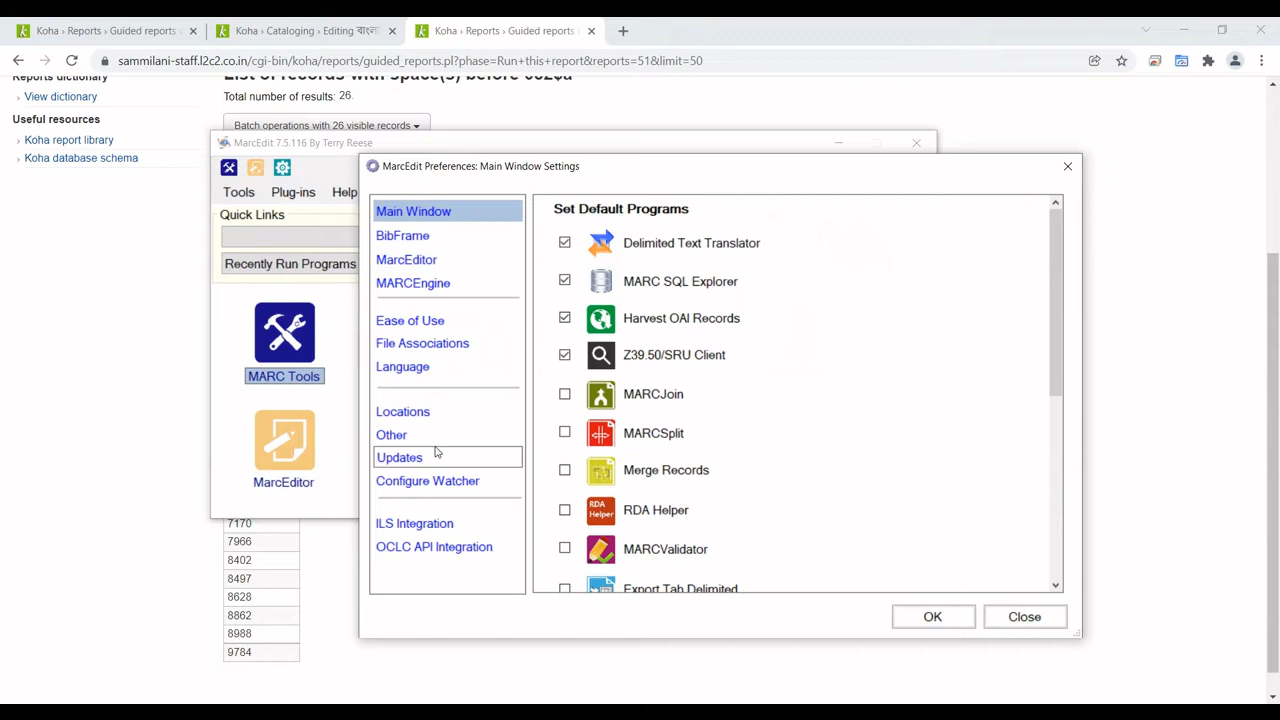 Koha › Reports › Guided reports
Koha › Cataloging › Editing বাংলা
Koha › Reports › Guided reports
sammilani-staff.l2c2.co.in/cgi-bin/koha/reports/guided_reports.pl?phase=Run+this+report&reports=51&limit=50
Reports dictionary
View dictionary
Useful resources
Koha report library
Koha database schema
List of records with space(s) before 082$a
Total number of results: 26.
Batch operations with 26 visible records
MarcEdit 7.5.116 By Terry Reese
Tools Plug-ins Help
Quick Links
Recently Run Programs
MARC Tools
MarcEditor
7170
7966
8402
8497
8628
8862
8988
9784
MarcEdit Preferences: Main Window Settings
Main Window
BibFrame
MarcEditor
MARCEngine
Ease of Use
File Associations
Language
Locations
Other
Updates
Configure Watcher
ILS Integration
OCLC API Integration
Set Default Programs
Delimited Text Translator
MARC SQL Explorer
Harvest OAI Records
Z39.50/SRU Client
MARCJoin
MARCSplit
Merge Records
RDA Helper
RDA Helper
MARCValidator
Export Tab Delimited
OK
Close